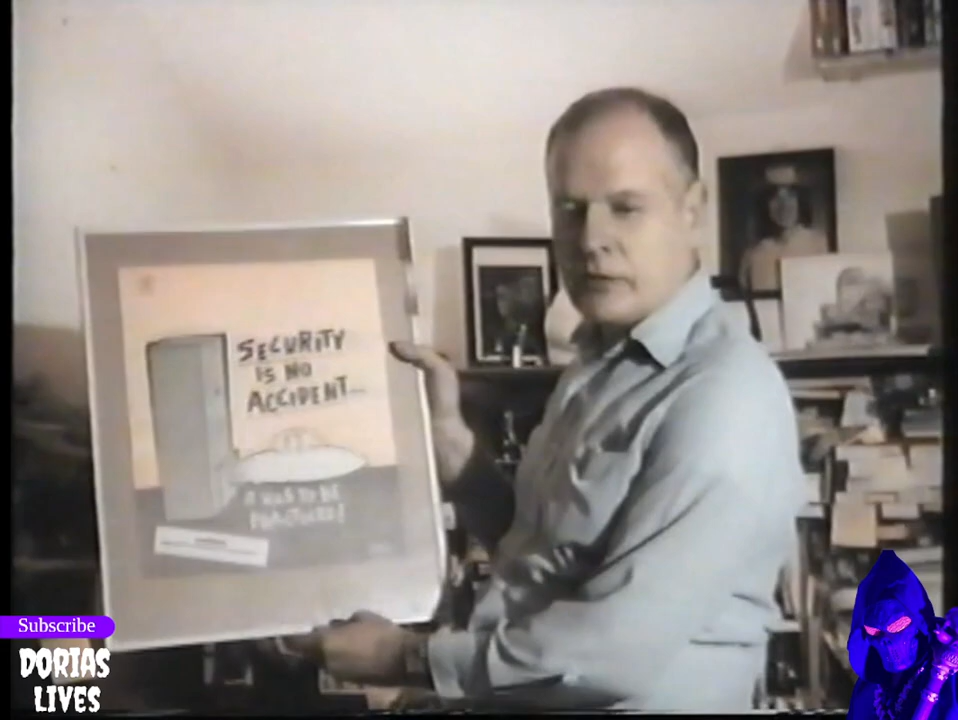 SECURITY
IS NO
ACCIDENT...
IT HAS TO BE
PRACTICED!
Subscribe
DORIAS
LIVES